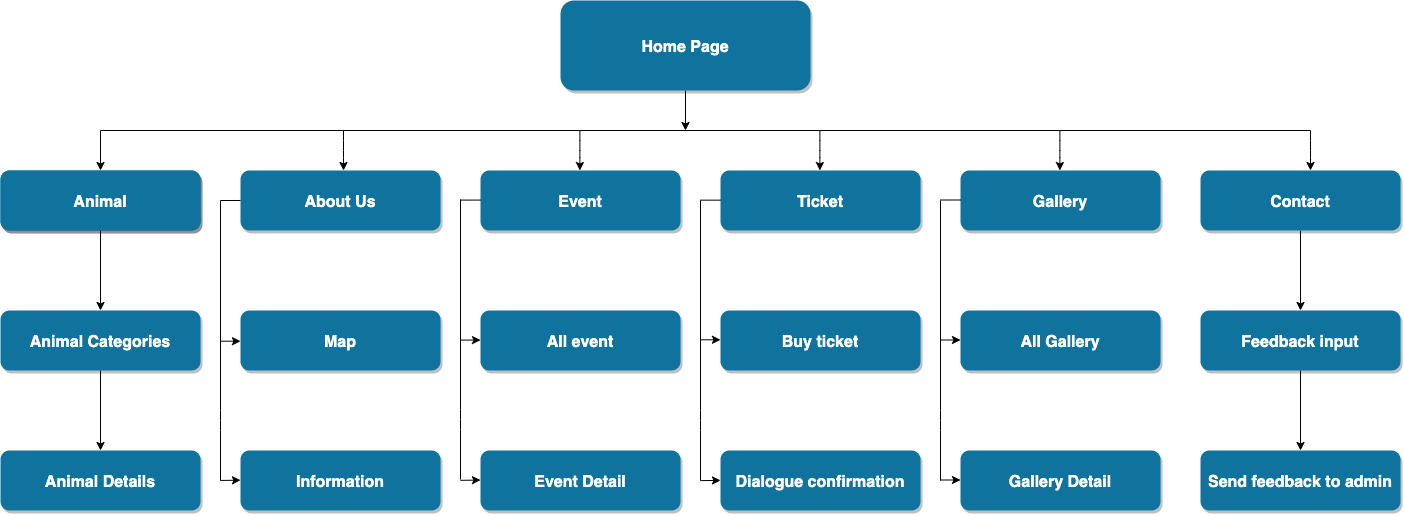 Home Page
Animal
About Us
Event
Ticket
Gallery
Contact
Animal Categories
Map
All event
Buy ticket
All Gallery
Feedback input
Animal Details
Information
Event Detail
Dialogue confirmation
Gallery Detail
Send feedback to admin